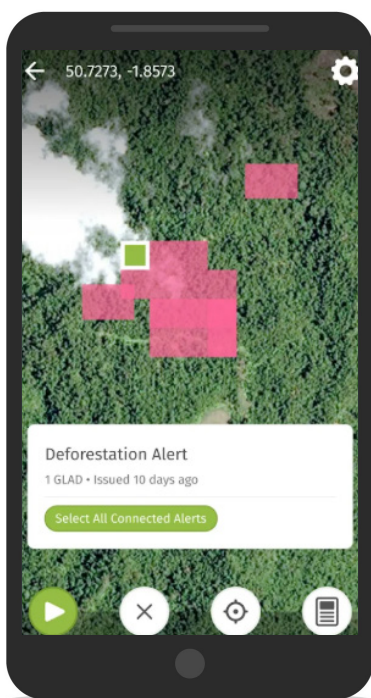 50.7273, -1.8573
Deforestation Alert
1 GLAD • Issued 10 days ago
Select All Connected Alerts